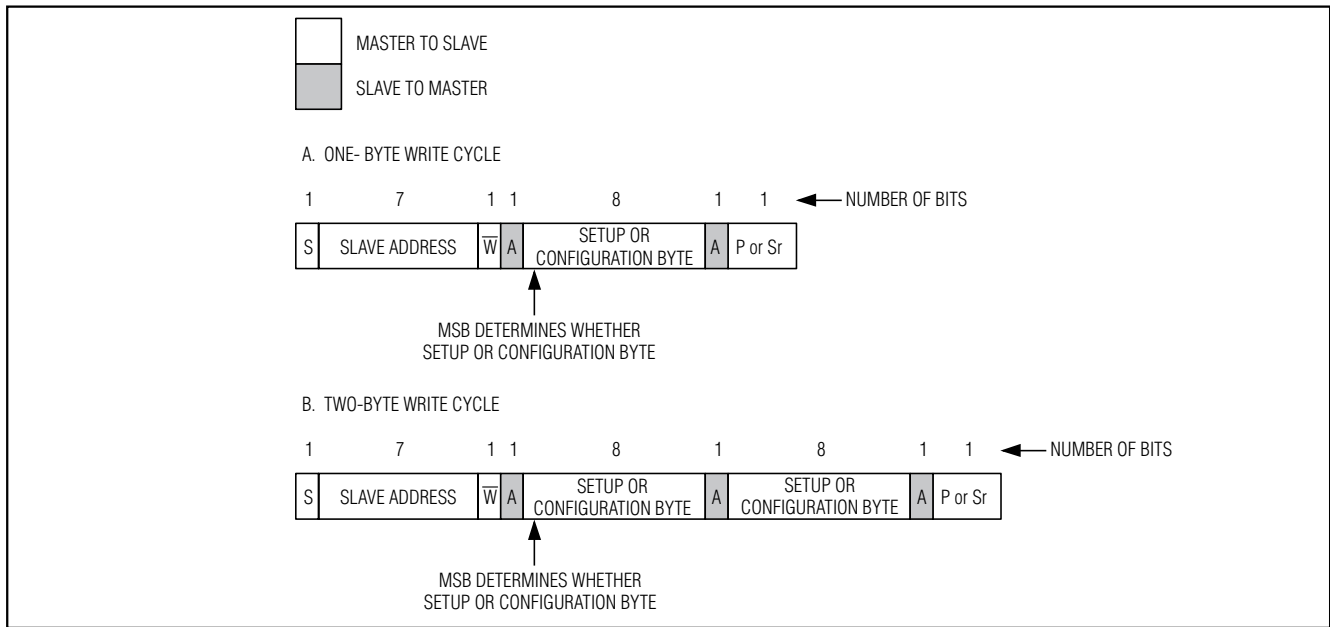 MASTER TO SLAVE
SLAVE TO MASTER
A. ONE- BYTE WRITE CYCLE
1 7 1 1 8 1 1 NUMBER OF BITS
S SLAVE ADDRESS W̅ A SETUP OR CONFIGURATION BYTE A P or Sr
MSB DETERMINES WHETHER
SETUP OR CONFIGURATION BYTE
B. TWO-BYTE WRITE CYCLE
1 7 1 1 8 1 8 1 1 NUMBER OF BITS
S SLAVE ADDRESS W̅ A SETUP OR CONFIGURATION BYTE A SETUP OR CONFIGURATION BYTE A P or Sr
MSB DETERMINES WHETHER
SETUP OR CONFIGURATION BYTE